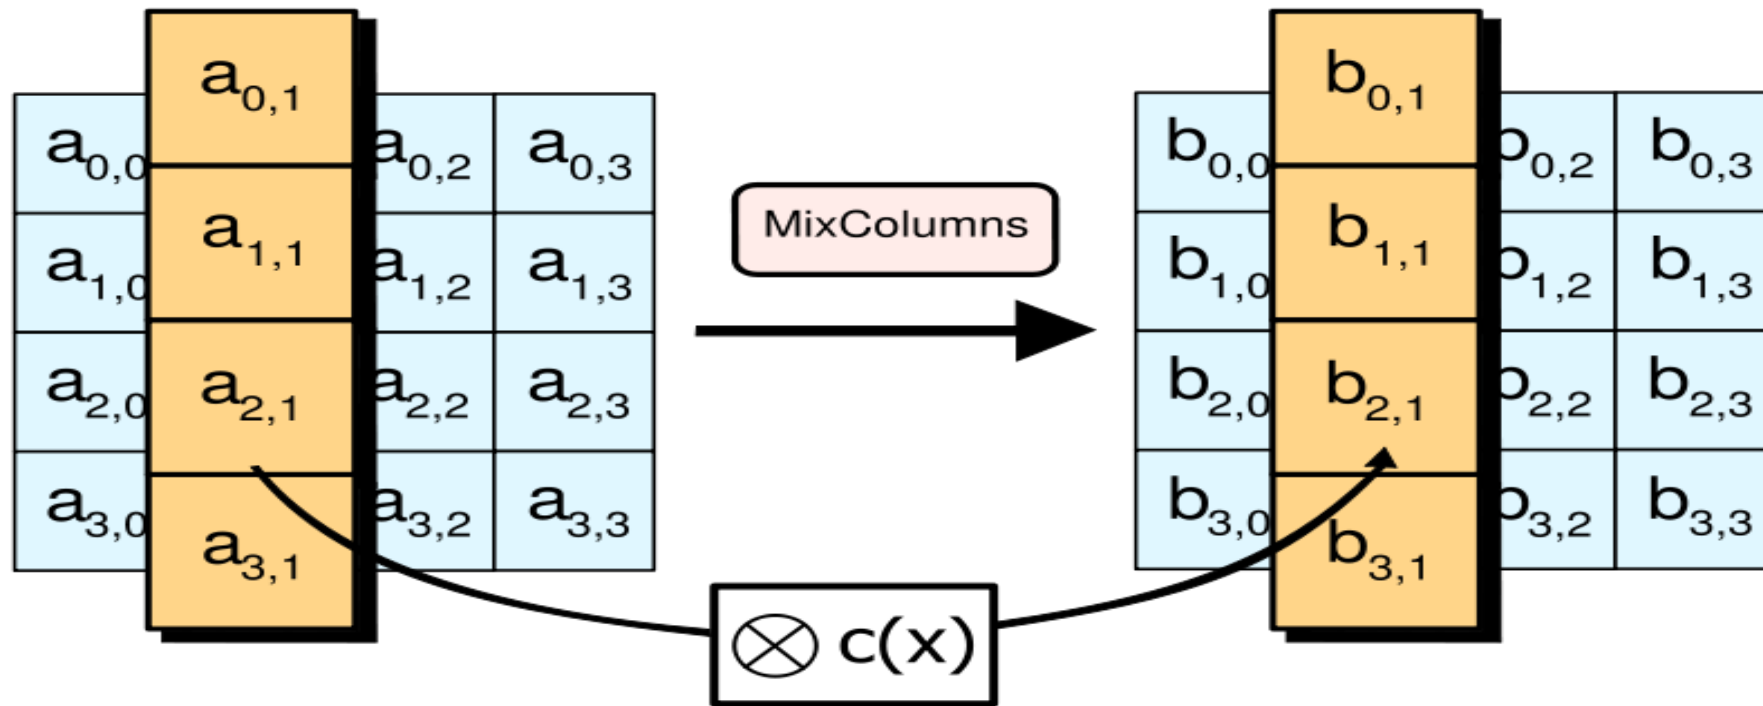 a0,0 a0,1 a0,2 a0,3
a1,0 a1,1 a1,2 a1,3
a2,0 a2,1 a2,2 a2,3
a3,0 a3,1 a3,2 a3,3
MixColumns
⊗ c(x)
b0,0 b0,1 b0,2 b0,3
b1,0 b1,1 b1,2 b1,3
b2,0 b2,1 b2,2 b2,3
b3,0 b3,1 b3,2 b3,3